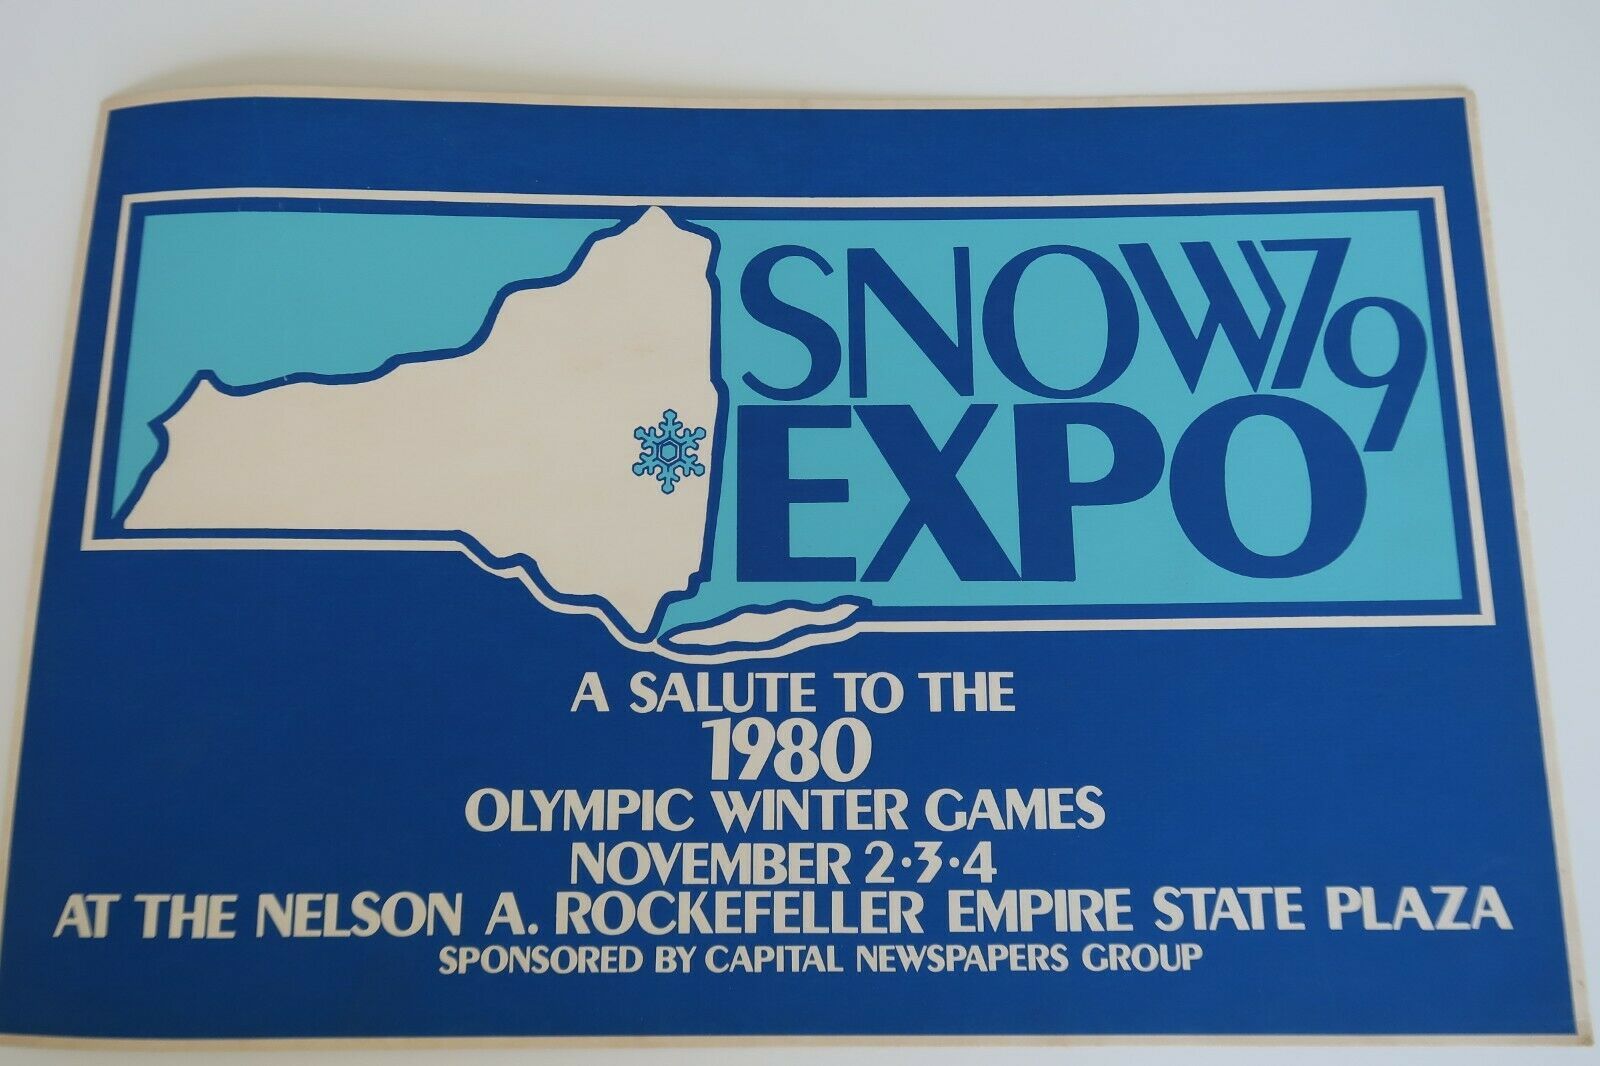 SNOW79
EXPO
A SALUTE TO THE
1980
OLYMPIC WINTER GAMES
NOVEMBER 2·3·4
AT THE NELSON A. ROCKEFELLER EMPIRE STATE PLAZA
SPONSORED BY CAPITAL NEWSPAPERS GROUP